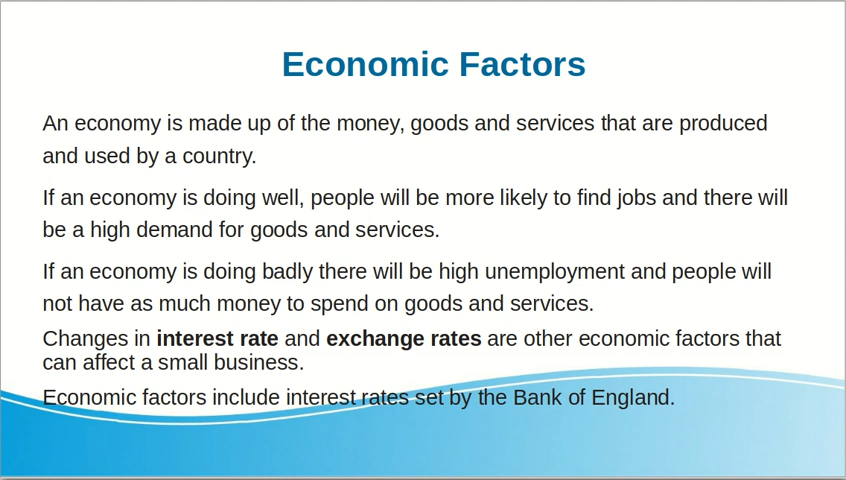 Economic Factors
An economy is made up of the money, goods and services that are produced
and used by a country.
If an economy is doing well, people will be more likely to find jobs and there will
be a high demand for goods and services.
If an economy is doing badly there will be high unemployment and people will
not have as much money to spend on goods and services.
Changes in interest rate and exchange rates are other economic factors that
can affect a small business.
Economic factors include interest rates set by the Bank of England.